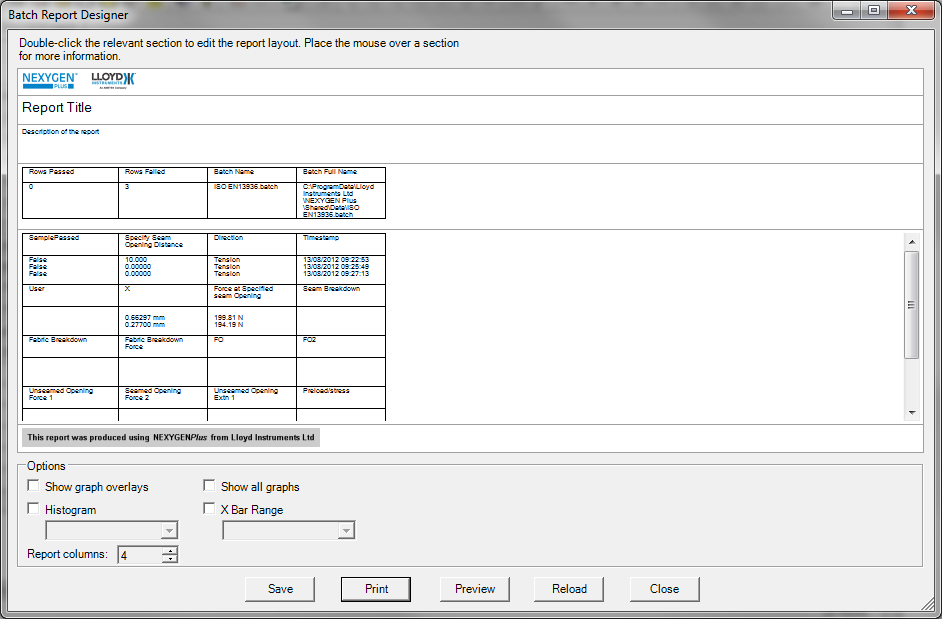 Batch Report Designer
Double-click the relevant section to edit the report layout. Place the mouse over a section
for more information.
NEXYGEN PLUS LLOYD INSTRUMENTS
Report Title
Description of the report
Rows Passed Rows Failed Batch Name Batch Full Name
0 3 ISO EN13936.batch C:\ProgramData\Lloyd
Instruments Ltd
\NEXYGEN Plus
\Shared\Data\ISO
EN13936.batch
SamplePassed Specify Seam Direction Timestamp
Opening Distance
False 10.000 Tension 13/08/2012 09:22:53
False 0.00000 Tension 13/08/2012 09:25:49
False 0.00000 Tension 13/08/2012 09:27:13
User X Force at Specified Seam Breakdown
seam Opening
0.66297 mm 199.81 N
0.27700 mm 194.19 N
Fabric Breakdown Fabric Breakdown FO FO2
Force
Unseamed Opening Seamed Opening Unseamed Opening Preload/stress
Force 1 Force 2 Extn 1
This report was produced using NEXYGENPlus from Lloyd Instruments Ltd
Options
Show graph overlays Show all graphs
Histogram X Bar Range
Report columns: 4
Save Print Preview Reload Close